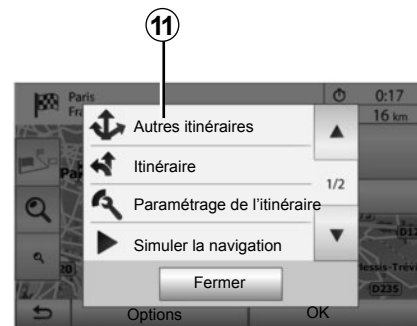 11
Paris
Fra
0:17
16 km
Autres itinéraires
Itinéraire
1/2
Paramétrage de l’itinéraire
Simuler la navigation
Fermer
Options
OK
D235